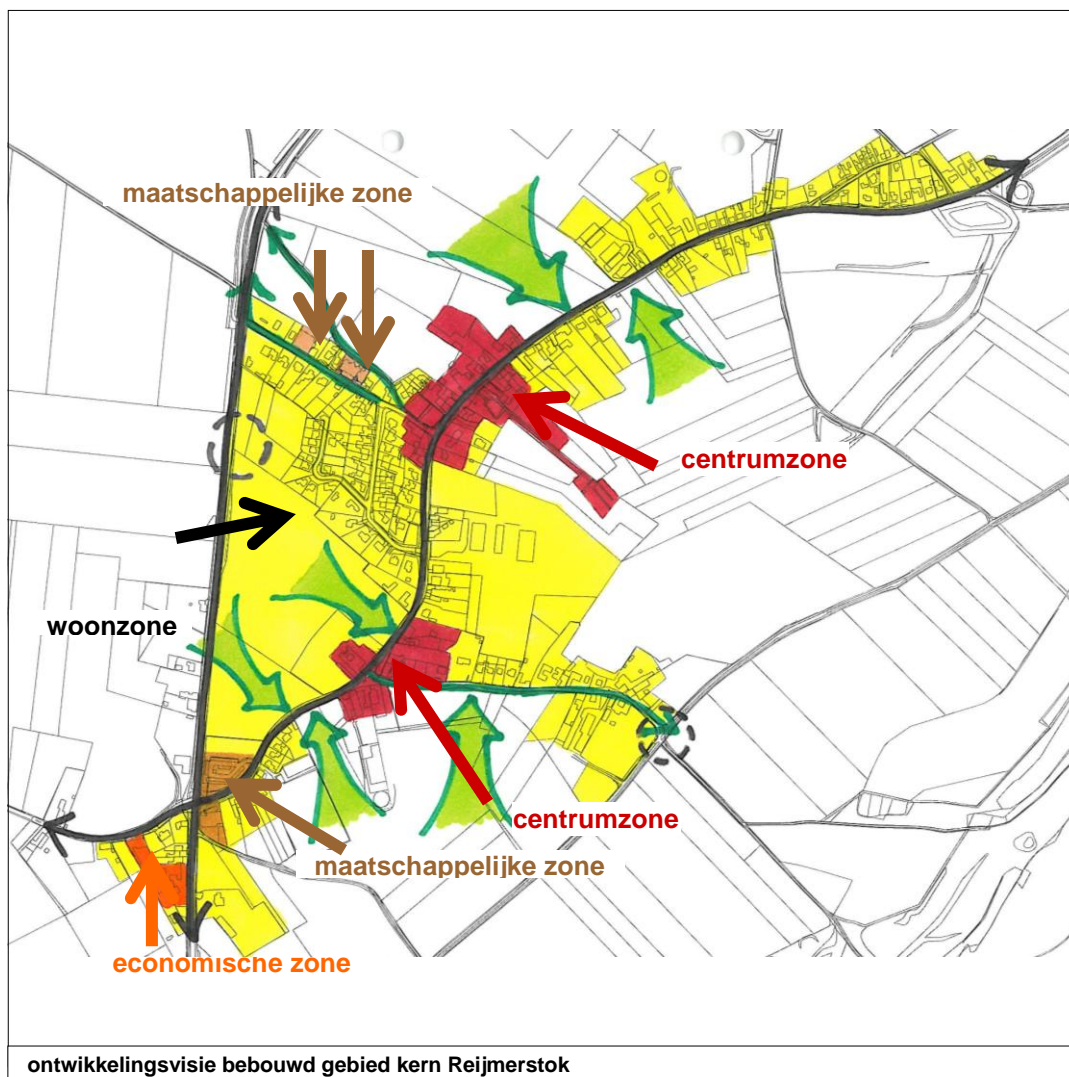 maatschappelijke zone
centrumzone
woonzone
centrumzone
maatschappelijke zone
economische zone
ontwikkelingsvisie bebouwd gebied kern Reijmerstok